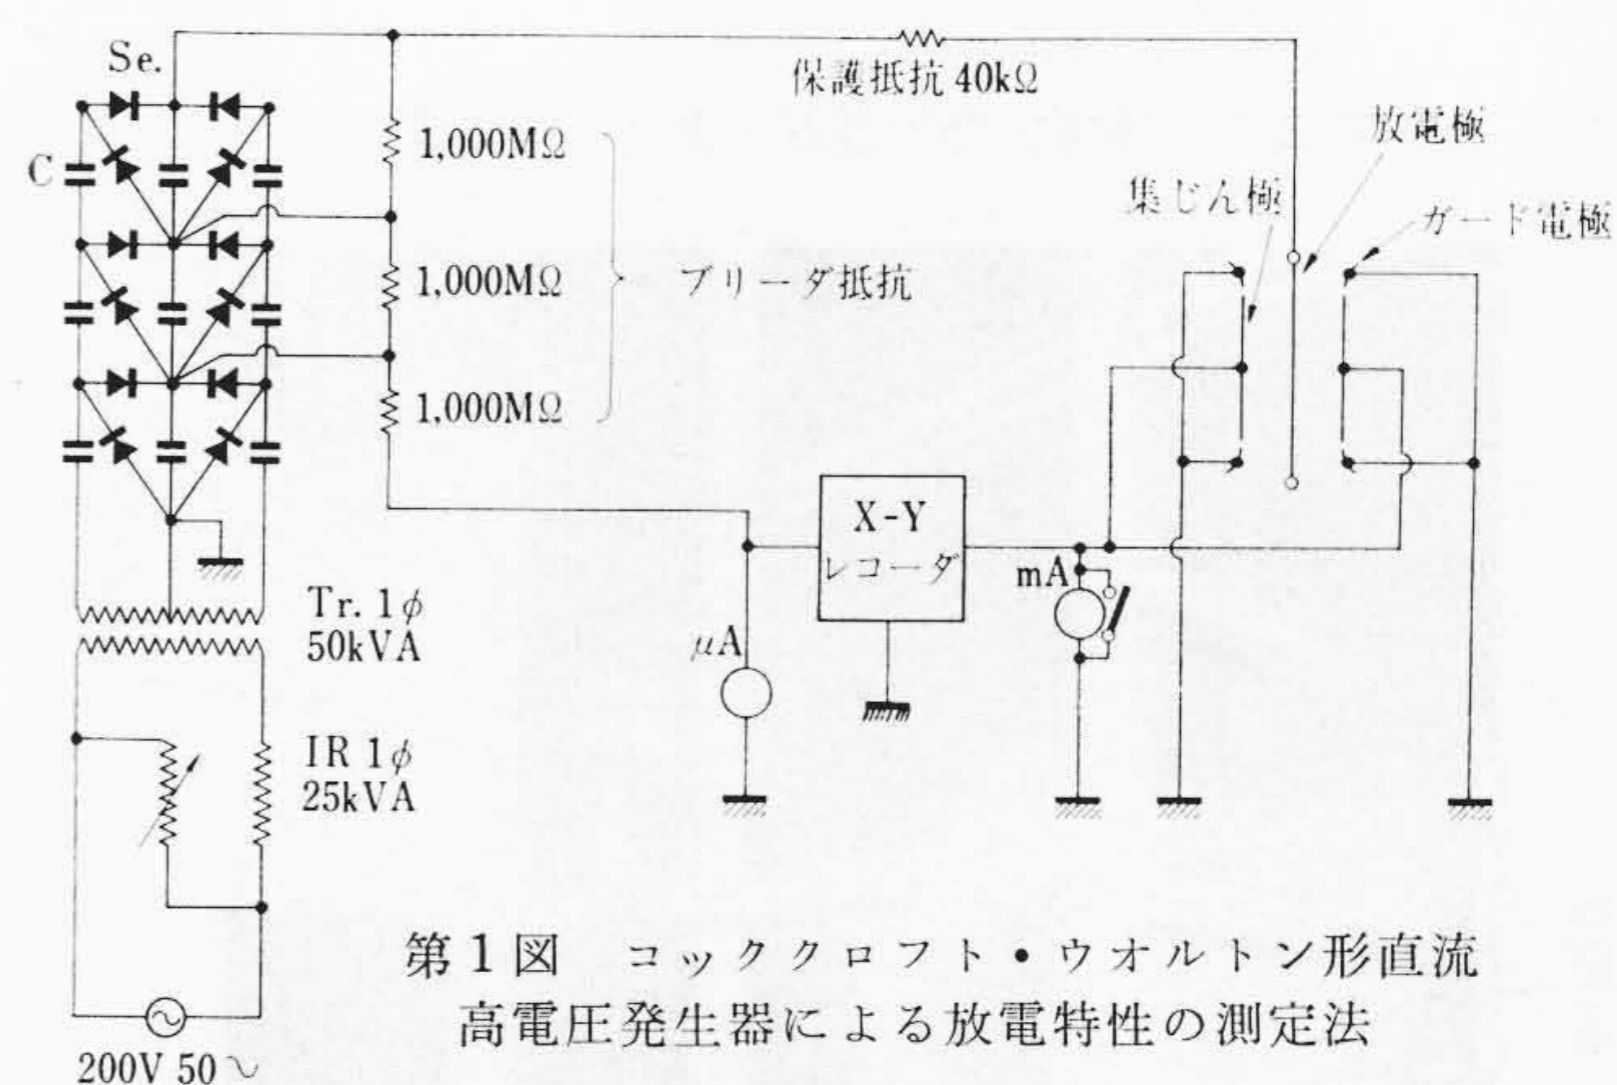 Se.
C
保護抵抗 40kΩ
放電極
集じん極
ガード電極
1,000MΩ
1,000MΩ
ブリーダ抵抗
1,000MΩ
X-Y
レコーダ
mA
μA
Tr. 1φ
50kVA
IR 1φ
25kVA
200V 50～
第1図　コッククロフト・ウオルトン形直流
高電圧発生器による放電特性の測定法